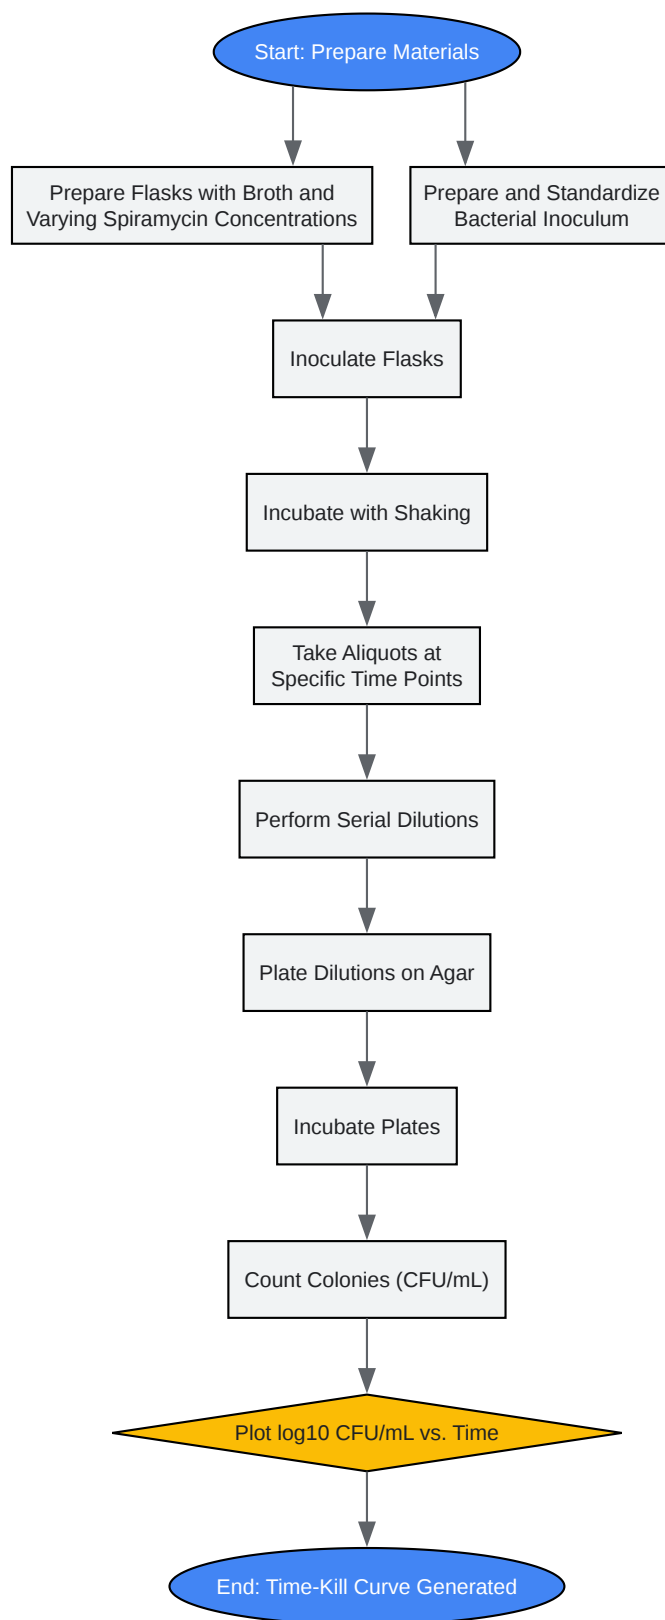 Start: Prepare Materials
Prepare Flasks with Broth and
Varying Spiramycin Concentrations
Prepare and Standardize
Bacterial Inoculum
Inoculate Flasks
Incubate with Shaking
Take Aliquots at
Specific Time Points
Perform Serial Dilutions
Plate Dilutions on Agar
Incubate Plates
Count Colonies (CFU/mL)
Plot log10 CFU/mL vs. Time
End: Time-Kill Curve Generated